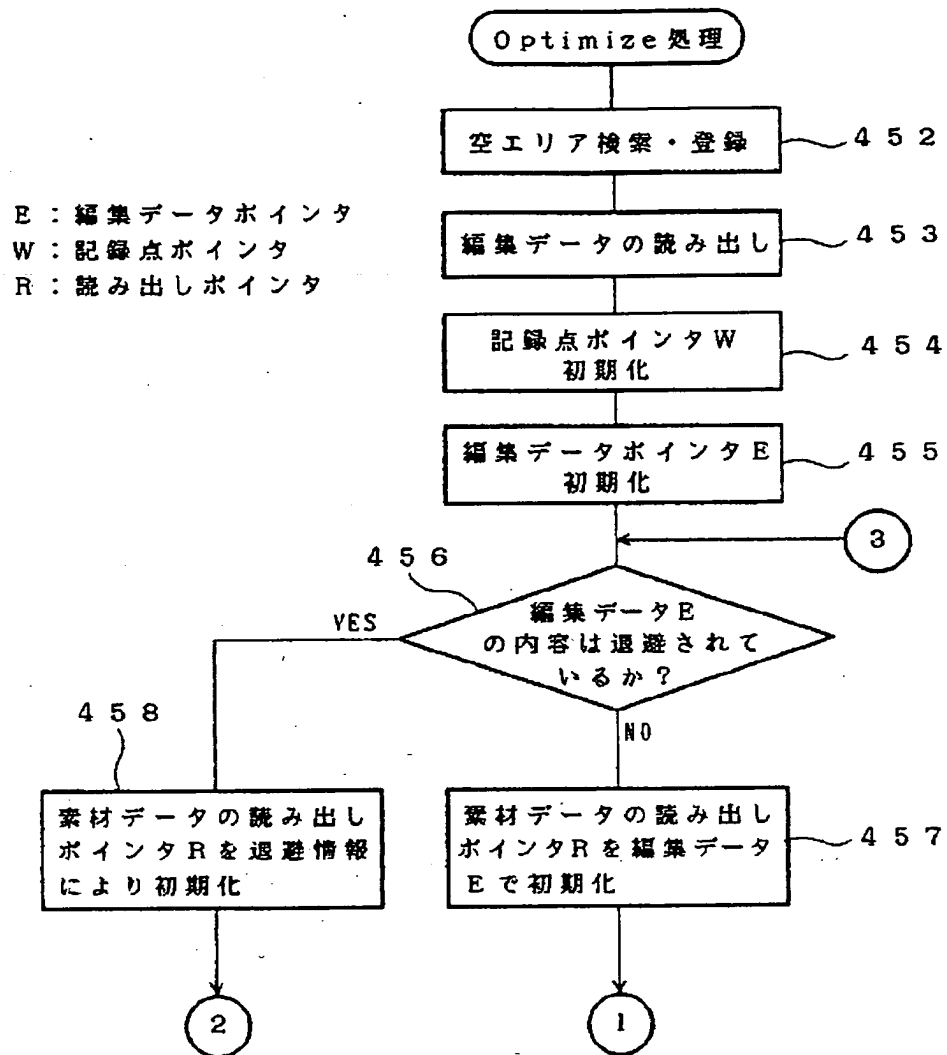 Optimize処理
空エリア検索・登録
452
E：編集データポインタ
W：記録点ポインタ
R：読み出しポインタ
編集データの読み出し
453
記録点ポインタW
初期化
454
編集データポインタE
初期化
455
3
456
編集データE
の内容は退避されて
いるか？
YES
NO
458
素材データの読み出し
ポインタRを退避情報
により初期化
素材データの読み出し
ポインタRを編集データ
Eで初期化
457
2
1